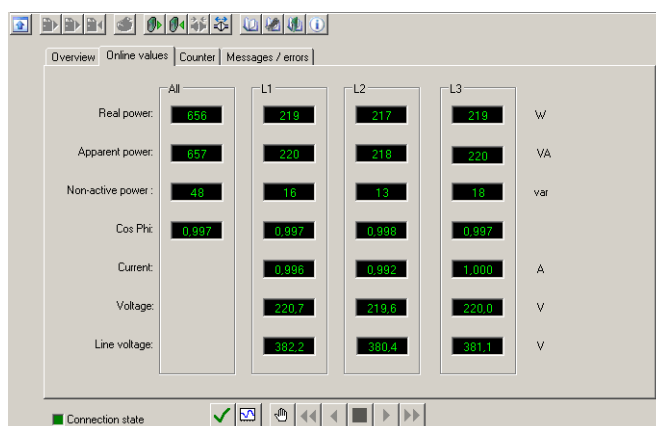 Overview Online values Counter Messages / errors
All L1 L2 L3
Real power: 656 219 217 219 W
Apparent power: 657 220 218 220 VA
Non-active power : 48 16 13 18 var
Cos Phi: 0,997 0,997 0,998 0,997
Current: 0,996 0,992 1,000 A
Voltage: 220,7 219,6 220,0 V
Line voltage: 382,2 380,4 381,1 V
Connection state